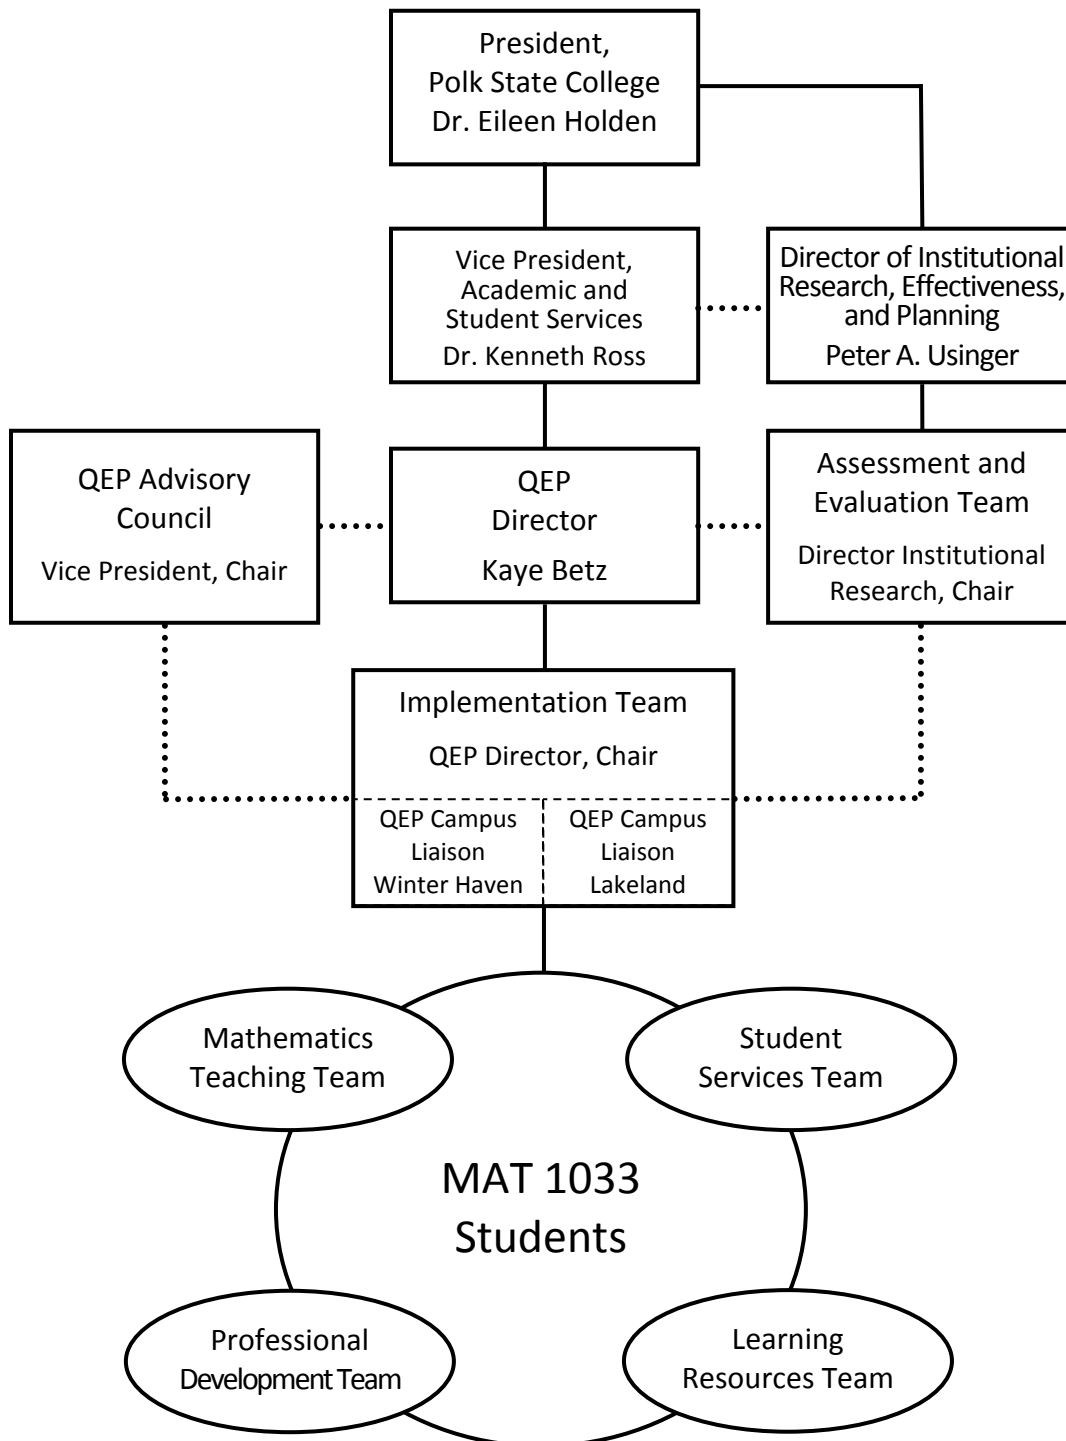 President,
Polk State College
Dr. Eileen Holden
Vice President,
Academic and
Student Services
Dr. Kenneth Ross
Director of Institutional
Research, Effectiveness,
and Planning
Peter A. Usinger
QEP Advisory
Council
Vice President, Chair
QEP
Director
Kaye Betz
Assessment and
Evaluation Team
Director Institutional
Research, Chair
Implementation Team
QEP Director, Chair
QEP Campus
Liaison
Winter Haven
QEP Campus
Liaison
Lakeland
Mathematics
Teaching Team
Student
Services Team
MAT 1033
Students
Professional
Development Team
Learning
Resources Team